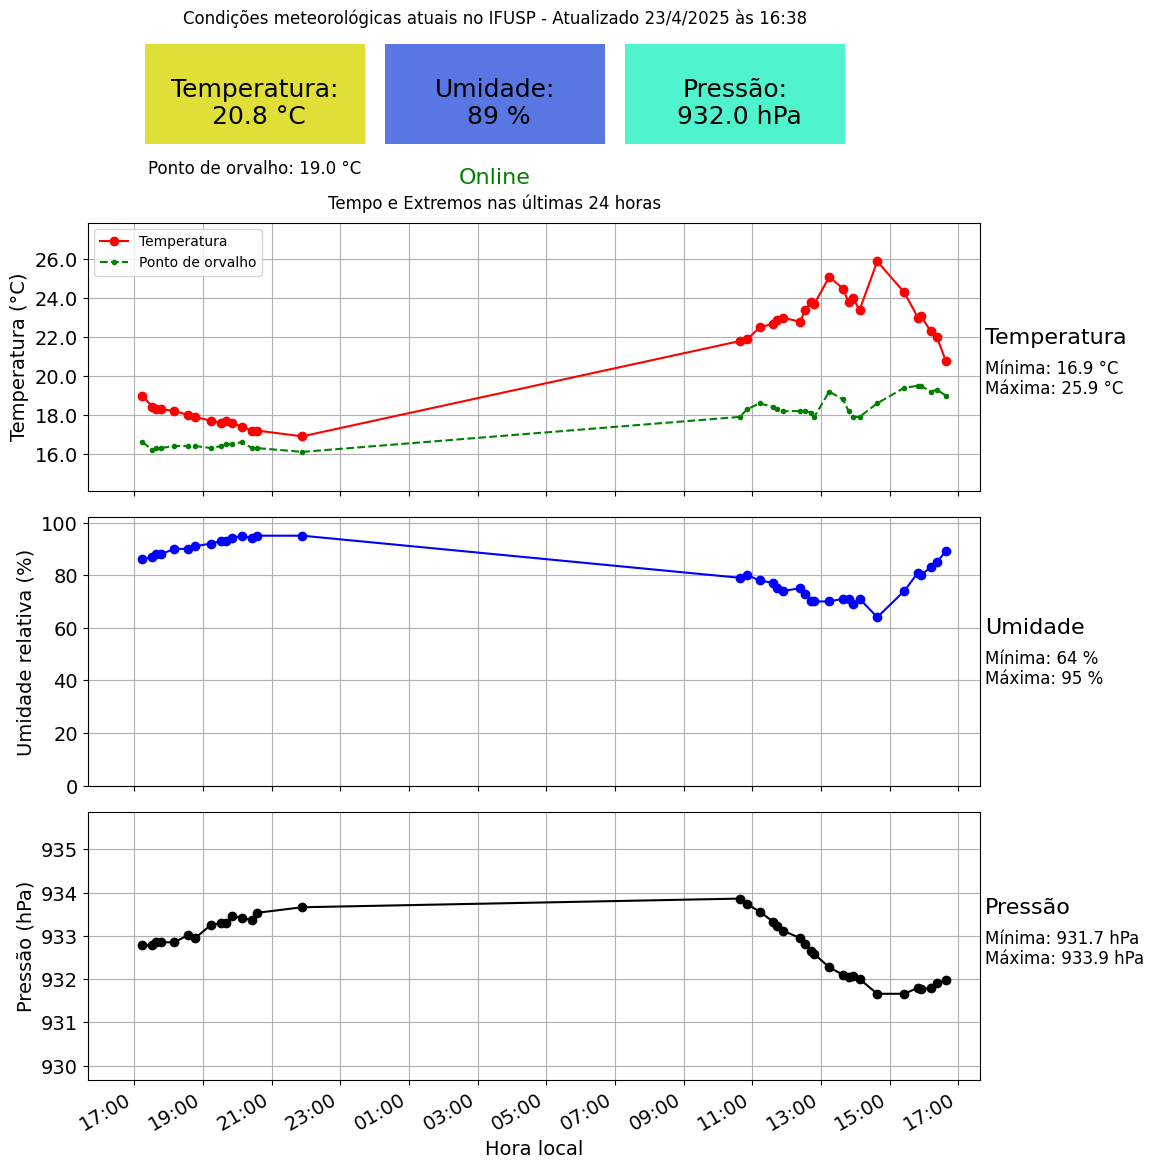 Condições meteorológicas atuais no IFUSP - Atualizado 23/4/2025 às 16:38
Temperatura:
20.8 °C
Umidade:
89 %
Pressão:
932.0 hPa
Ponto de orvalho: 19.0 °C
Online
Tempo e Extremos nas últimas 24 horas
Temperatura (°C)
26.0
24.0
22.0
20.0
18.0
16.0
Temperatura
Ponto de orvalho
Temperatura
Mínima: 16.9 °C
Máxima: 25.9 °C
Umidade relativa (%)
100
80
60
40
20
0
Umidade
Mínima: 64 %
Máxima: 95 %
Pressão (hPa)
935
934
933
932
931
930
Pressão
Mínima: 931.7 hPa
Máxima: 933.9 hPa
17:00 19:00 21:00 23:00 01:00 03:00 05:00 07:00 09:00 11:00 13:00 15:00 17:00
Hora local